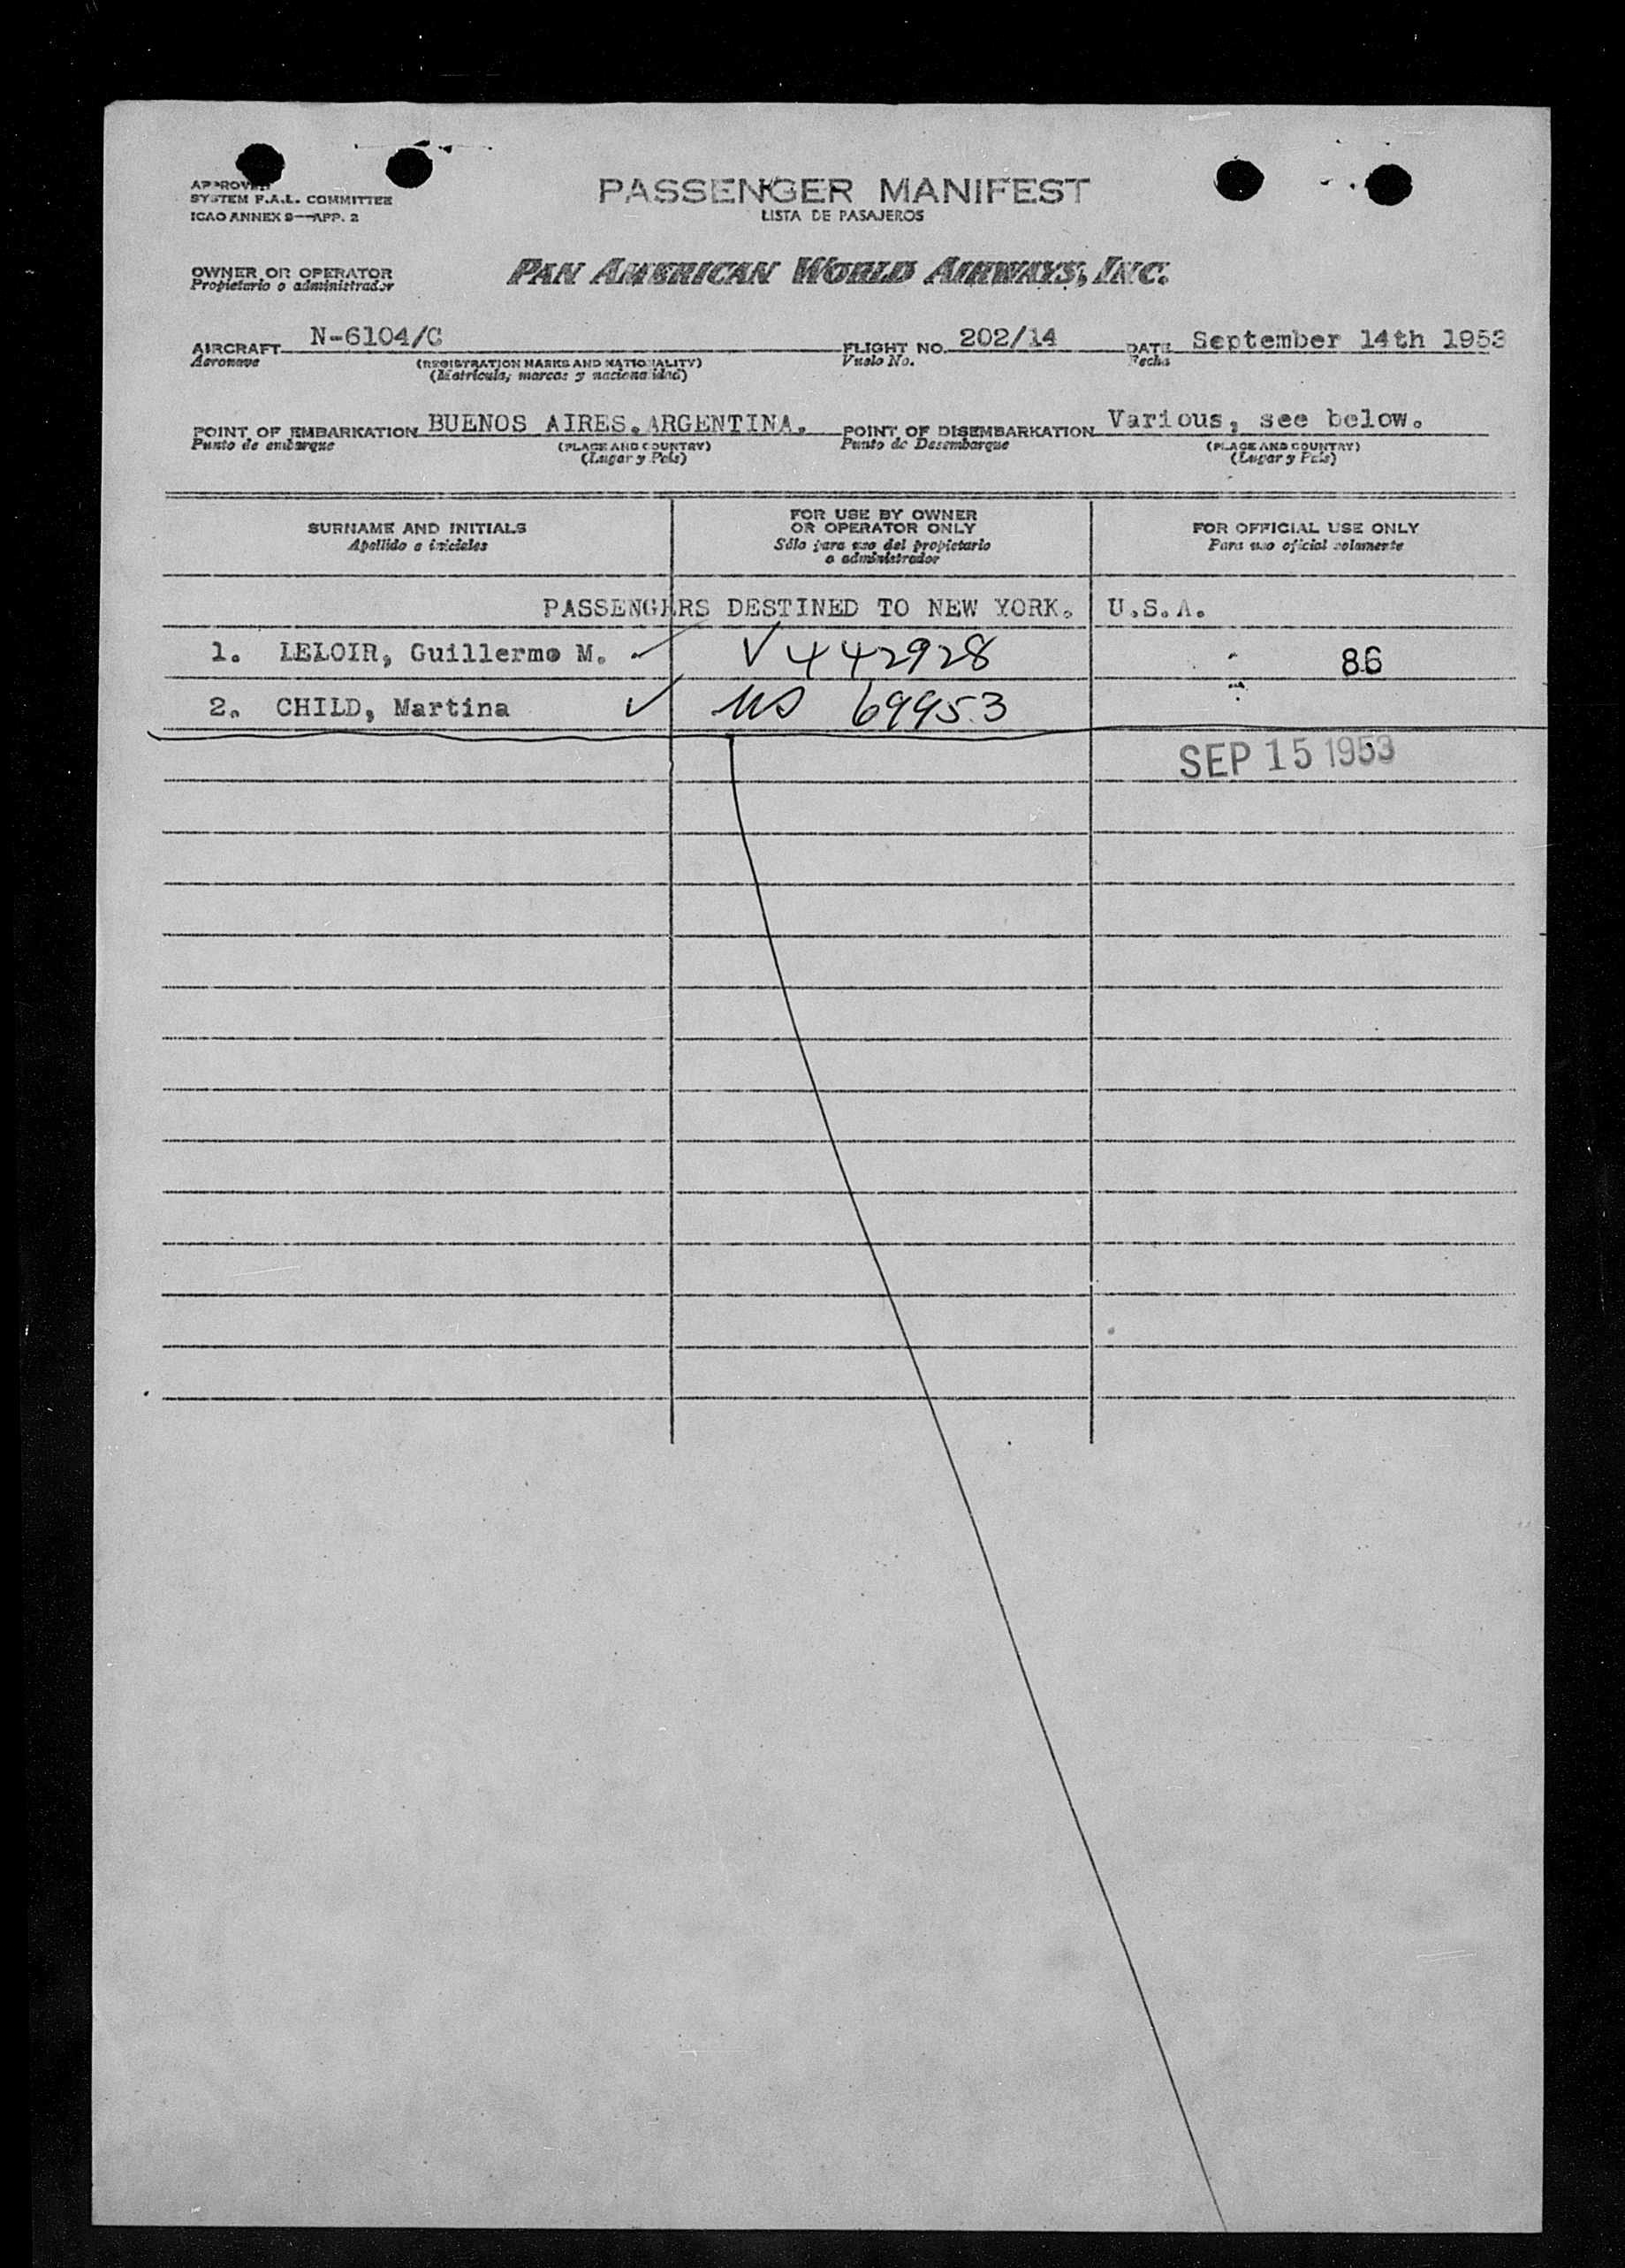 APPROVED
SYSTEM F.A.L. COMMITTEE
ICAO ANNEX 9—APP. 2
PASSENGER MANIFEST
LISTA DE PASAJEROS
OWNER OR OPERATOR
Propietario o administrador
PAN AMERICAN WORLD AIRWAYS, INC.
AIRCRAFT N-6104/C FLIGHT NO. 202/14 DATE September 14th 1953
Aeronave (REGISTRATION MARKS AND NATIONALITY) Vuelo No. Fecha
(Matrícula, marcas y nacionalidad)
POINT OF EMBARKATION BUENOS AIRES. ARGENTINA. POINT OF DISEMBARKATION Various, see below.
Punto de embarque (PLACE AND COUNTRY) Punto de Desembarque (PLACE AND COUNTRY)
(Lugar y País) (Lugar y País)
SURNAME AND INITIALS
Apellido e iniciales
FOR USE BY OWNER
OR OPERATOR ONLY
Sólo para uso del propietario
o administrador
FOR OFFICIAL USE ONLY
Para uso oficial solamente
PASSENGERS DESTINED TO NEW YORK. U.S.A.
1. LELOIR, Guillermo M. V 442928 86
2. CHILD, Martina US 69953
SEP 15 1953